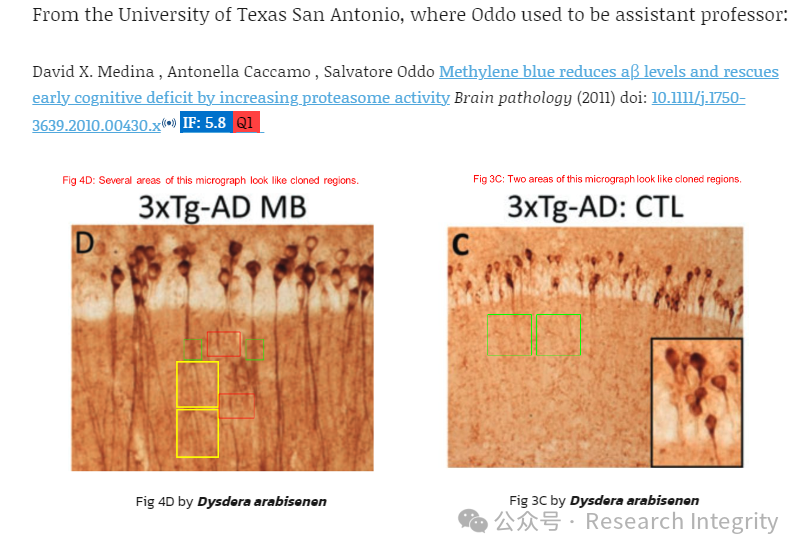 From the University of Texas San Antonio, where Oddo used to be assistant professor:
David X. Medina , Antonella Caccamo , Salvatore Oddo Methylene blue reduces aβ levels and rescues
early cognitive deficit by increasing proteasome activity Brain pathology (2011) doi: 10.1111/j.1750-
3639.2010.00430.x IF: 5.8 Q1
Fig 4D: Several areas of this micrograph look like cloned regions.
3xTg-AD MB
D
Fig 4D by Dysdera arabisenen
Fig 3C: Two areas of this micrograph look like cloned regions.
3xTg-AD: CTL
C
Fig 3C by Dysdera arabisenen
公众号 · Research Integrity